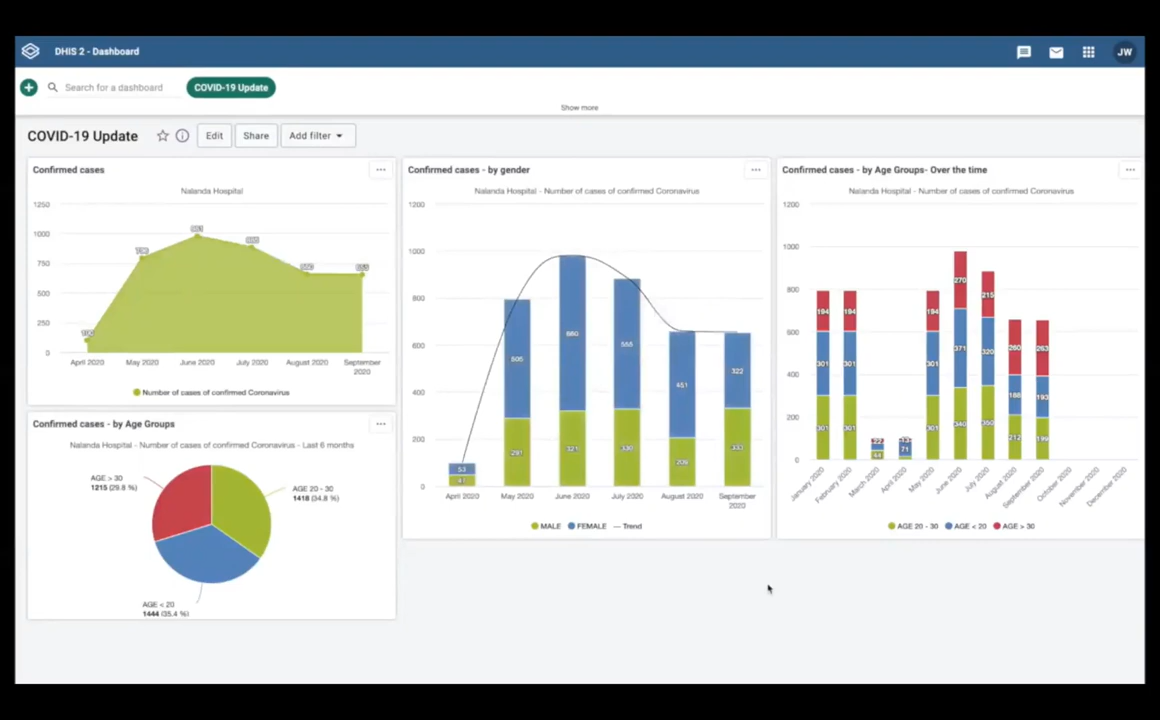 DHIS 2 - Dashboard
JW
Search for a dashboard
COVID-19 Update
Show more
COVID-19 Update
Edit
Share
Add filter
Confirmed cases
Nalanda Hospital
1250
1000
750
500
250
0
April 2020
May 2020
June 2020
July 2020
August 2020
September
2020
Number of cases of confirmed Coronavirus
Confirmed cases - by gender
Nalanda Hospital - Number of cases of confirmed Coronavirus
1200
1000
800
600
400
200
0
53
505
291
660
321
555
330
451
209
322
333
April 2020
May 2020
June 2020
July 2020
August 2020
September
2020
MALE
FEMALE
Trend
Confirmed cases - by Age Groups- Over the time
Nalanda Hospital - Number of cases of confirmed Coronavirus
1200
1000
800
600
400
200
0
194
301
301
194
301
301
22
44
71
194
301
301
270
371
340
215
320
350
260
188
212
263
193
199
January 2020
February 2020
March 2020
April 2020
May 2020
June 2020
July 2020
August 2020
September 2020
October 2020
November 2020
December 2020
AGE 20 - 30
AGE < 20
AGE > 30
Confirmed cases - by Age Groups
Nalanda Hospital - Number of cases of confirmed Coronavirus - Last 6 months
AGE > 30
1215 (29.8 %)
AGE 20 - 30
1418 (34.8 %)
AGE < 20
1444 (35.4 %)